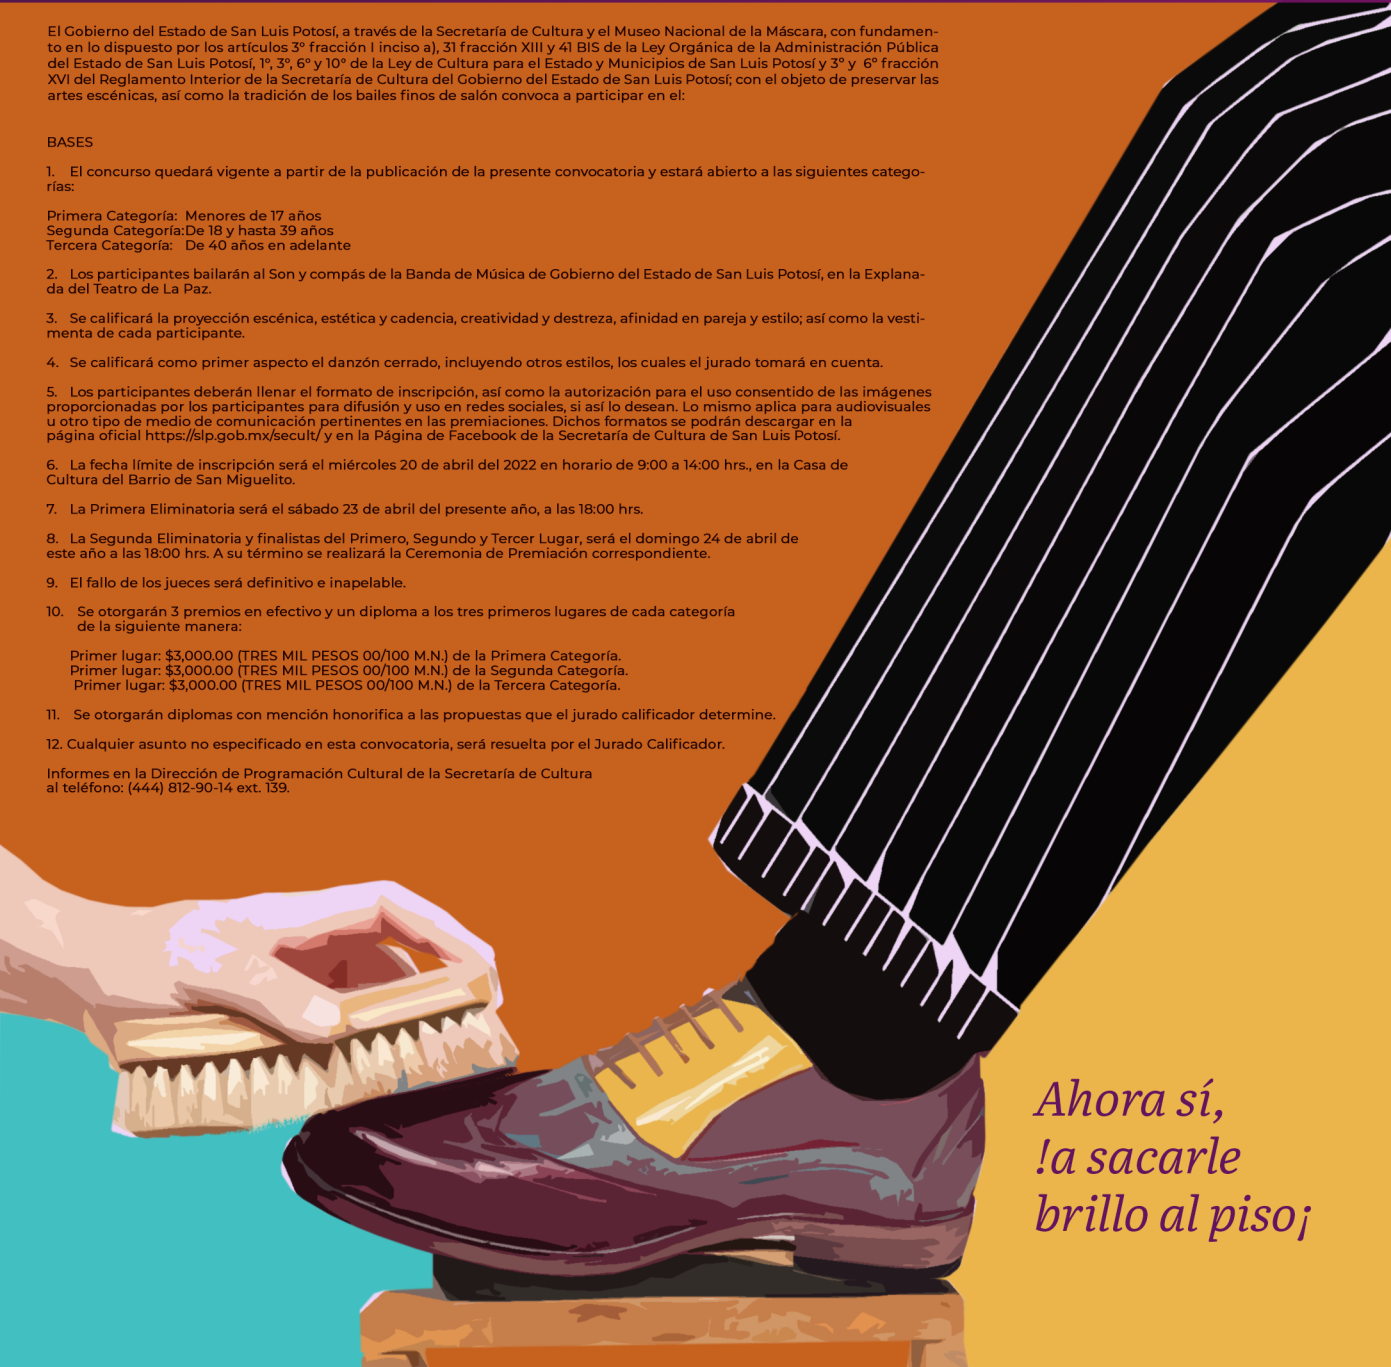 El Gobierno del Estado de San Luis Potosí, a través de la Secretaría de Cultura y el Museo Nacional de la Máscara, con fundamen-
to en lo dispuesto por los artículos 3° fracción I inciso a), 31 fracción XIII y 41 BIS de la Ley Orgánica de la Administración Pública
del Estado de San Luis Potosí, 1°, 3°, 6° y 10° de la Ley de Cultura para el Estado y Municipios de San Luis Potosí y 3° y 6° fracción
XVI del Reglamento Interior de la Secretaría de Cultura del Gobierno del Estado de San Luis Potosí; con el objeto de preservar las
artes escénicas, así como la tradición de los bailes finos de salón convoca a participar en el:
BASES
1. El concurso quedará vigente a partir de la publicación de la presente convocatoria y estará abierto a las siguientes catego-
rías:
Primera Categoría: Menores de 17 años
Segunda Categoría:De 18 y hasta 39 años
Tercera Categoría: De 40 años en adelante
2. Los participantes bailarán al Son y compás de la Banda de Música de Gobierno del Estado de San Luis Potosí, en la Explana-
da del Teatro de La Paz.
3. Se calificará la proyección escénica, estética y cadencia, creatividad y destreza, afinidad en pareja y estilo; así como la vesti-
menta de cada participante.
4. Se calificará como primer aspecto el danzón cerrado, incluyendo otros estilos, los cuales el jurado tomará en cuenta.
5. Los participantes deberán llenar el formato de inscripción, así como la autorización para el uso consentido de las imágenes
proporcionadas por los participantes para difusión y uso en redes sociales, si así lo desean. Lo mismo aplica para audiovisuales
u otro tipo de medio de comunicación pertinentes en las premiaciones. Dichos formatos se podrán descargar en la
página oficial https://slp.gob.mx/secult/ y en la Página de Facebook de la Secretaría de Cultura de San Luis Potosí.
6. La fecha límite de inscripción será el miércoles 20 de abril del 2022 en horario de 9:00 a 14:00 hrs., en la Casa de
Cultura del Barrio de San Miguelito.
7. La Primera Eliminatoria será el sábado 23 de abril del presente año, a las 18:00 hrs.
8. La Segunda Eliminatoria y finalistas del Primero, Segundo y Tercer Lugar, será el domingo 24 de abril de
este año a las 18:00 hrs. A su término se realizará la Ceremonia de Premiación correspondiente.
9. El fallo de los jueces será definitivo e inapelable.
10. Se otorgarán 3 premios en efectivo y un diploma a los tres primeros lugares de cada categoría
de la siguiente manera:
Primer lugar: $3,000.00 (TRES MIL PESOS 00/100 M.N.) de la Primera Categoría.
Primer lugar: $3,000.00 (TRES MIL PESOS 00/100 M.N.) de la Segunda Categoría.
Primer lugar: $3,000.00 (TRES MIL PESOS 00/100 M.N.) de la Tercera Categoría.
11. Se otorgarán diplomas con mención honorifica a las propuestas que el jurado calificador determine.
12. Cualquier asunto no especificado en esta convocatoria, será resuelta por el Jurado Calificador.
Informes en la Dirección de Programación Cultural de la Secretaría de Cultura
al teléfono: (444) 812-90-14 ext. 139.
Ahora sí,
!a sacarle
brillo al piso¡